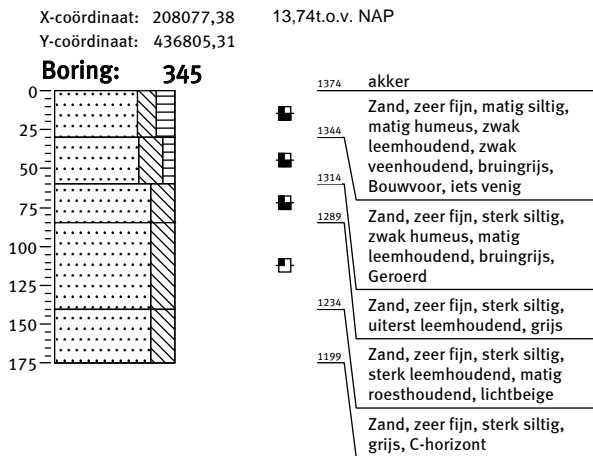 X-coördinaat: 208077,38 13,74t.o.v. NAP
Y-coördinaat: 436805,31
Boring: 345
0
25
50
75
100
125
150
175
1374 akker
Zand, zeer fijn, matig siltig,
matig humeus, zwak
leemhoudend, zwak
veenhoudend, bruingrijs,
Bouwvoor, iets venig
1344
Zand, zeer fijn, sterk siltig,
zwak humeus, matig
leemhoudend, bruingrijs,
Geroerd
1314
Zand, zeer fijn, sterk siltig,
uiterst leemhoudend, grijs
1289
Zand, zeer fijn, sterk siltig,
sterk leemhoudend, matig
roesthoudend, lichtbeige
1234
Zand, zeer fijn, sterk siltig,
grijs, C-horizont
1199